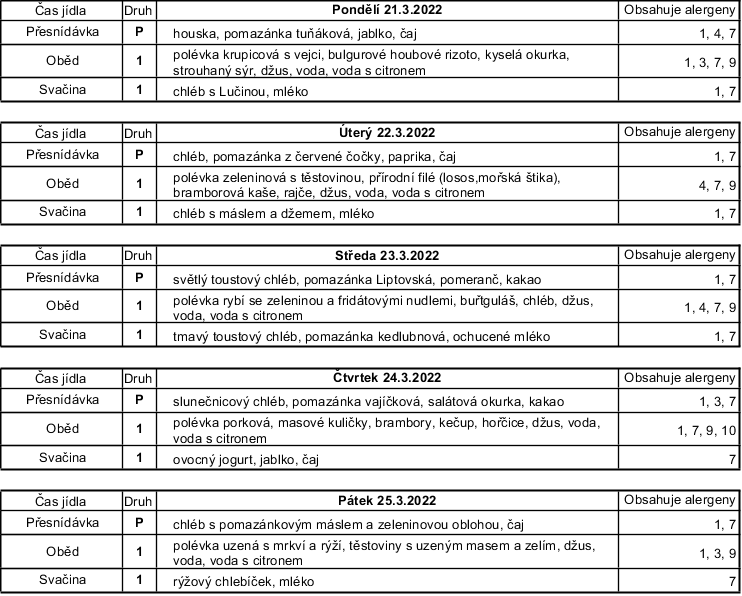 Čas jídla Druh Pondělí 21.3.2022 Obsahuje alergeny
Přesnídávka P houska, pomazánka tuňáková, jablko, čaj 1, 4, 7
Oběd 1 polévka krupicová s vejci, bulgurové houbové rizoto, kyselá okurka, 1, 3, 7, 9
strouhaný sýr, džus, voda, voda s citronem
Svačina 1 chléb s Lučinou, mléko 1, 7
Čas jídla Druh Úterý 22.3.2022 Obsahuje alergeny
Přesnídávka P chléb, pomazánka z červené čočky, paprika, čaj 1, 7
Oběd 1 polévka zeleninová s těstovinou, přírodní filé (losos,mořská štika), 4, 7, 9
bramborová kaše, rajče, džus, voda, voda s citronem
Svačina 1 chléb s máslem a džemem, mléko 1, 7
Čas jídla Druh Středa 23.3.2022 Obsahuje alergeny
Přesnídávka P světlý toustový chléb, pomazánka Liptovská, pomeranč, kakao 1, 7
Oběd 1 polévka rybí se zeleninou a fridátovými nudlemi, buřtguláš, chléb, džus, 1, 4, 7, 9
voda, voda s citronem
Svačina 1 tmavý toustový chléb, pomazánka kedlubnová, ochucené mléko 1, 7
Čas jídla Druh Čtvrtek 24.3.2022 Obsahuje alergeny
Přesnídávka P slunečnicový chléb, pomazánka vajíčková, salátová okurka, kakao 1, 3, 7
Oběd 1 polévka porková, masové kuličky, brambory, kečup, hořčice, džus, voda, 1, 7, 9, 10
voda s citronem
Svačina 1 ovocný jogurt, jablko, čaj 7
Čas jídla Druh Pátek 25.3.2022 Obsahuje alergeny
Přesnídávka P chléb s pomazánkovým máslem a zeleninovou oblohou, čaj 1, 7
Oběd 1 polévka uzená s mrkví a rýží, těstoviny s uzeným masem a zelím, džus, 1, 3, 9
voda, voda s citronem
Svačina 1 rýžový chlebíček, mléko 7